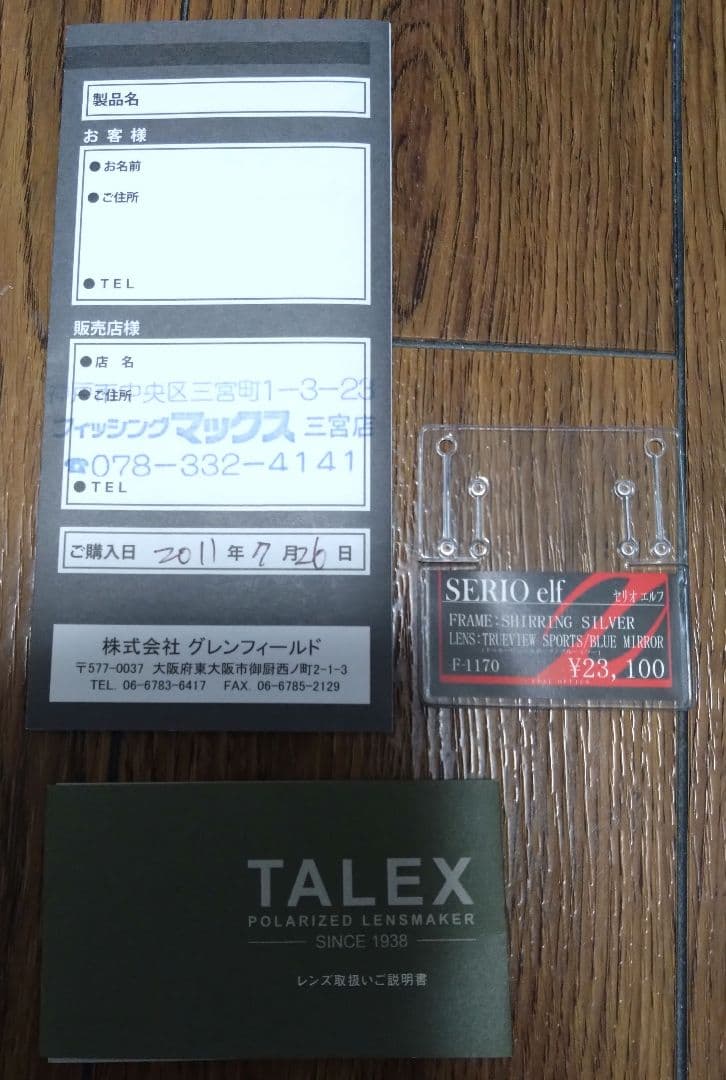 製品名
お客様
●お名前
●ご住所
●TEL
販売店様
●店 名
●ご住所
中央区三宮町1-3-23
フィッシングマックス 三宮店
☎078-332-4141
●TEL
ご購入日 2011年7月26日
株式会社 グレンフィールド
〒577-0037 大阪府東大阪市御厨西ノ町2-1-3
TEL. 06-6783-6417 FAX. 06-6785-2129
SERIO elf セリオ エルフ
FRAME:SHIRRING SILVER
LENS:TRUEVIEW SPORTS/BLUE MIRROR
F-1170 ¥23,100
TALEX
POLARIZED LENSMAKER
SINCE 1938
レンズ取扱いご説明書